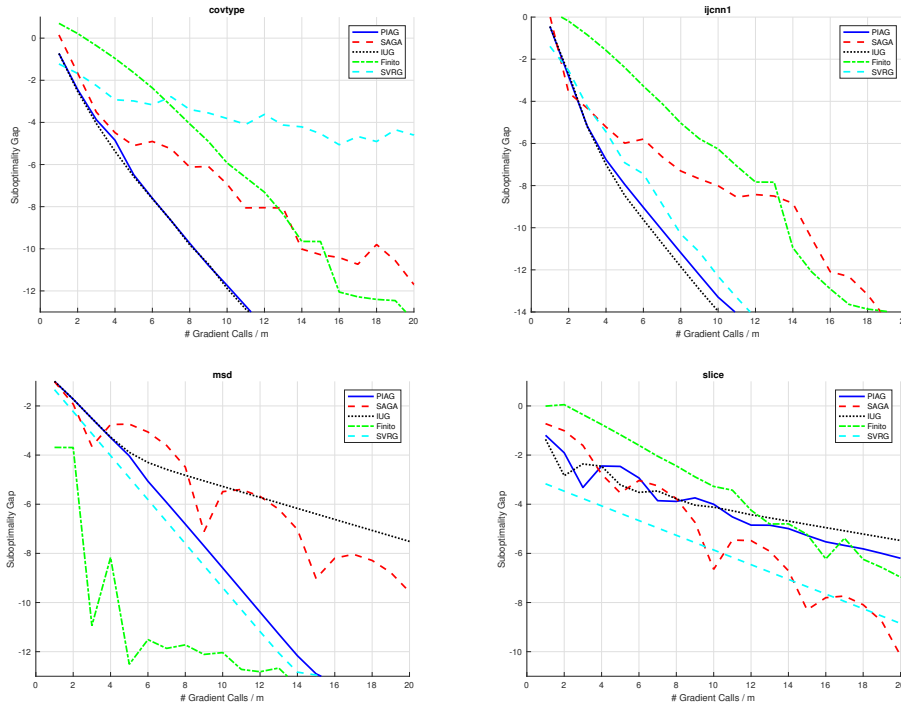 covtype
Suboptimality Gap
0
-2
-4
-6
-8
-10
-12
0 2 4 6 8 10 12 14 16 18 20
# Gradient Calls / m
PIAG
SAGA
IUG
Finito
SVRG
ijcnn1
Suboptimality Gap
0
-2
-4
-6
-8
-10
-12
-14
0 2 4 6 8 10 12 14 16 18 20
# Gradient Calls / m
PIAG
SAGA
IUG
Finito
SVRG
msd
Suboptimality Gap
-2
-4
-6
-8
-10
-12
0 2 4 6 8 10 12 14 16 18 20
# Gradient Calls / m
PIAG
SAGA
IUG
Finito
SVRG
slice
Suboptimality Gap
0
-2
-4
-6
-8
-10
0 2 4 6 8 10 12 14 16 18 20
# Gradient Calls / m
PIAG
SAGA
IUG
Finito
SVRG